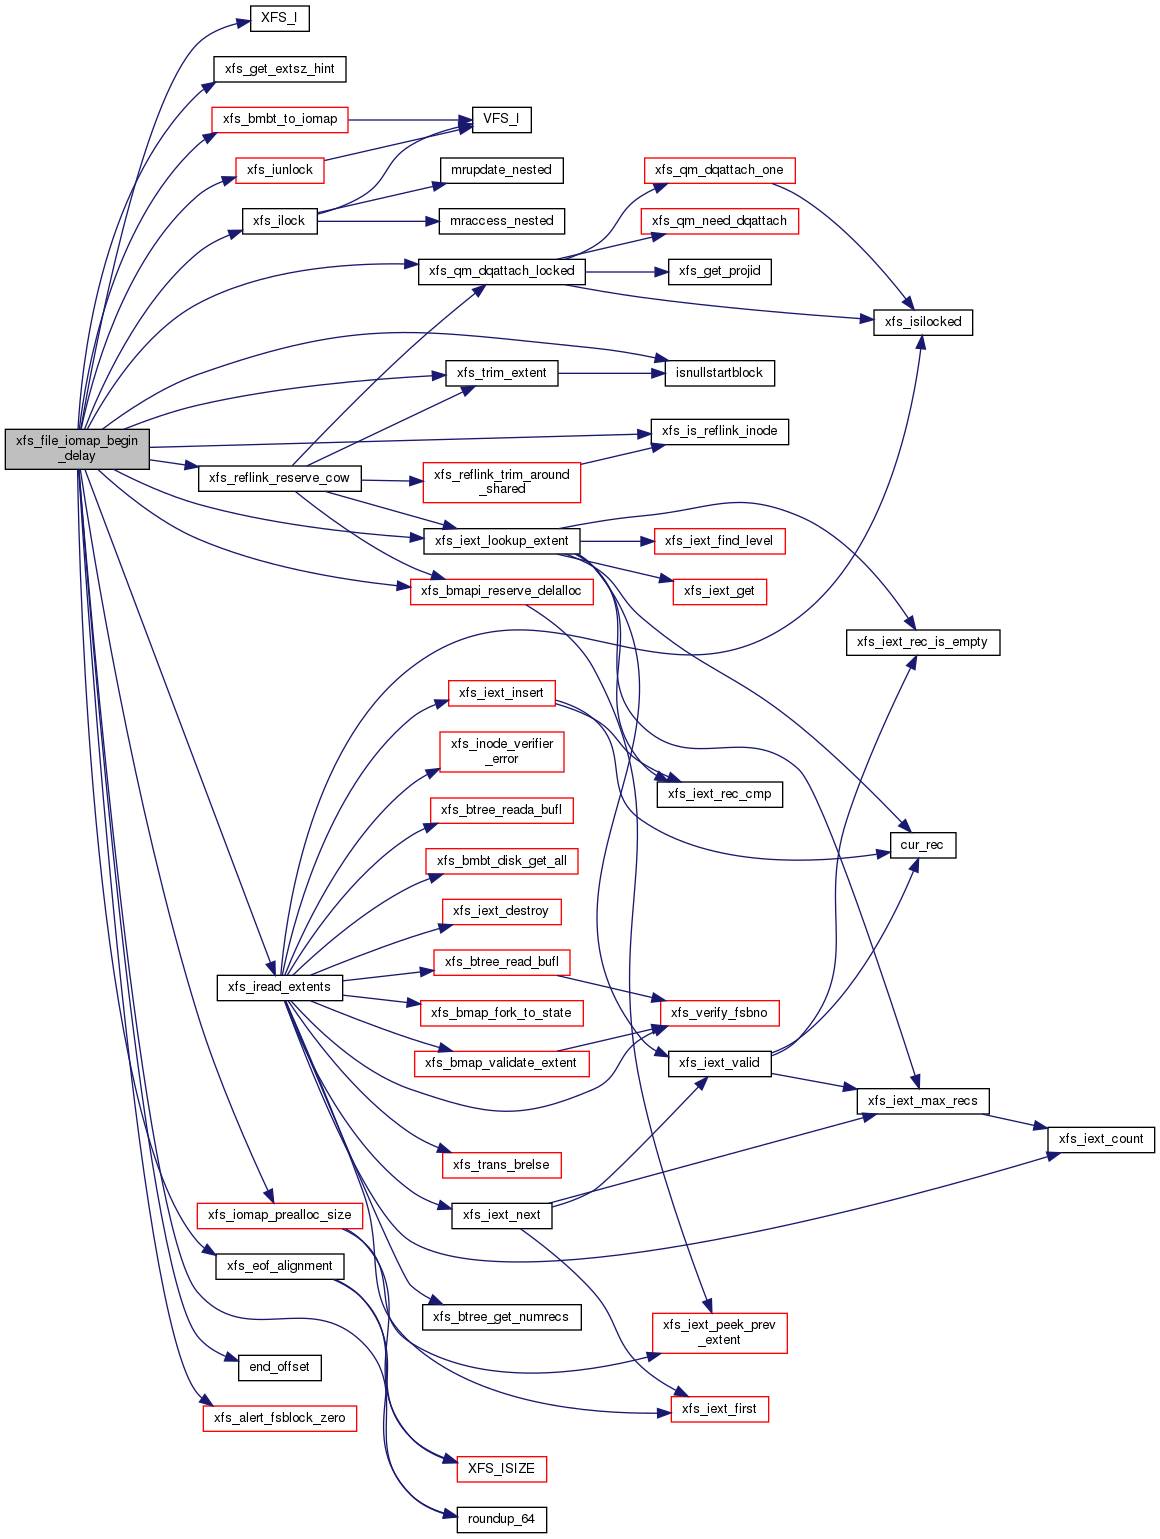 XFS_I
xfs_get_extsz_hint
xfs_bmbt_to_iomap
VFS_I
xfs_iunlock
mrupdate_nested
xfs_qm_dqattach_one
xfs_ilock
mraccess_nested
xfs_qm_need_dqattach
xfs_qm_dqattach_locked
xfs_get_projid
xfs_isilocked
xfs_trim_extent
isnullstartblock
xfs_file_iomap_begin
_delay
xfs_is_reflink_inode
xfs_reflink_reserve_cow
xfs_reflink_trim_around
_shared
xfs_iext_lookup_extent
xfs_iext_find_level
xfs_bmapi_reserve_delalloc
xfs_iext_get
xfs_iext_rec_is_empty
xfs_iext_insert
xfs_inode_verifier
_error
xfs_iext_rec_cmp
xfs_btree_reada_bufl
cur_rec
xfs_bmbt_disk_get_all
xfs_iext_destroy
xfs_btree_read_bufl
xfs_iread_extents
xfs_bmap_fork_to_state
xfs_verify_fsbno
xfs_bmap_validate_extent
xfs_iext_valid
xfs_iext_max_recs
xfs_iext_count
xfs_trans_brelse
xfs_iomap_prealloc_size
xfs_iext_next
xfs_eof_alignment
xfs_btree_get_numrecs
xfs_iext_peek_prev
_extent
end_offset
xfs_alert_fsblock_zero
xfs_iext_first
XFS_ISIZE
roundup_64